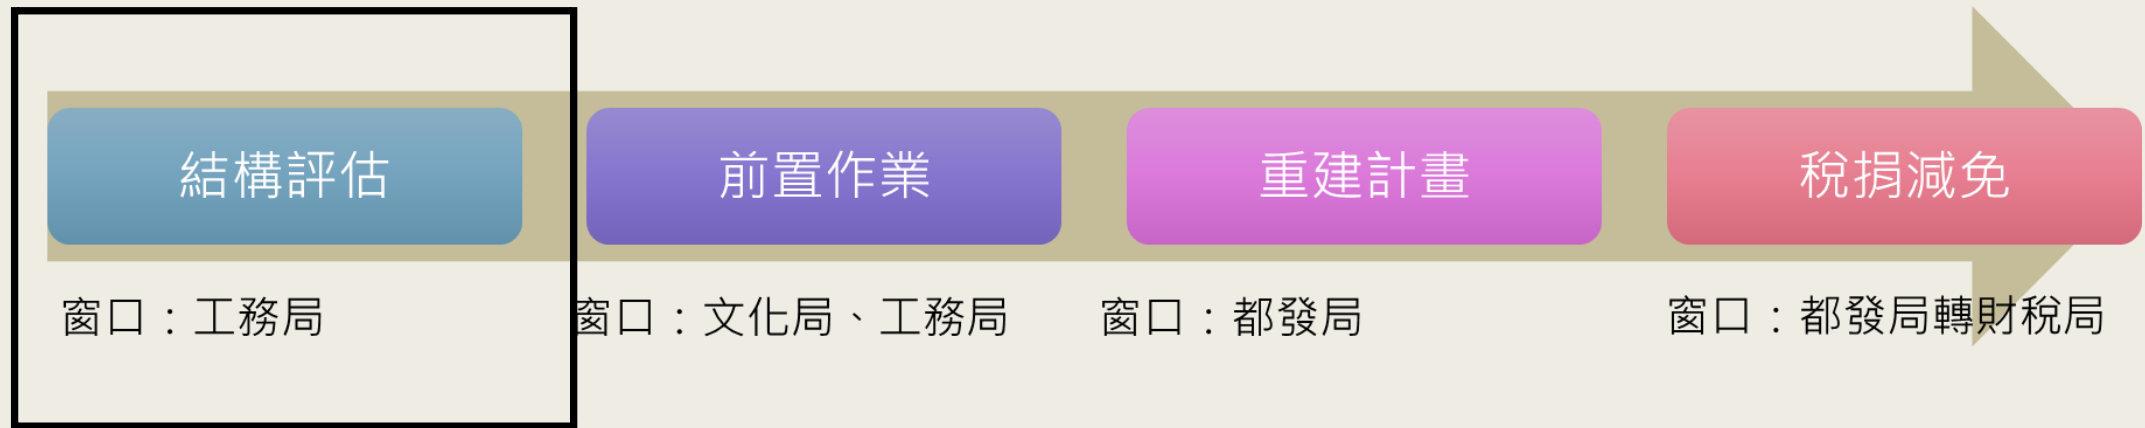 結構評估
前置作業
重建計畫
稅捐減免
窗口：工務局
窗口：文化局、工務局
窗口：都發局
窗口：都發局轉財稅局